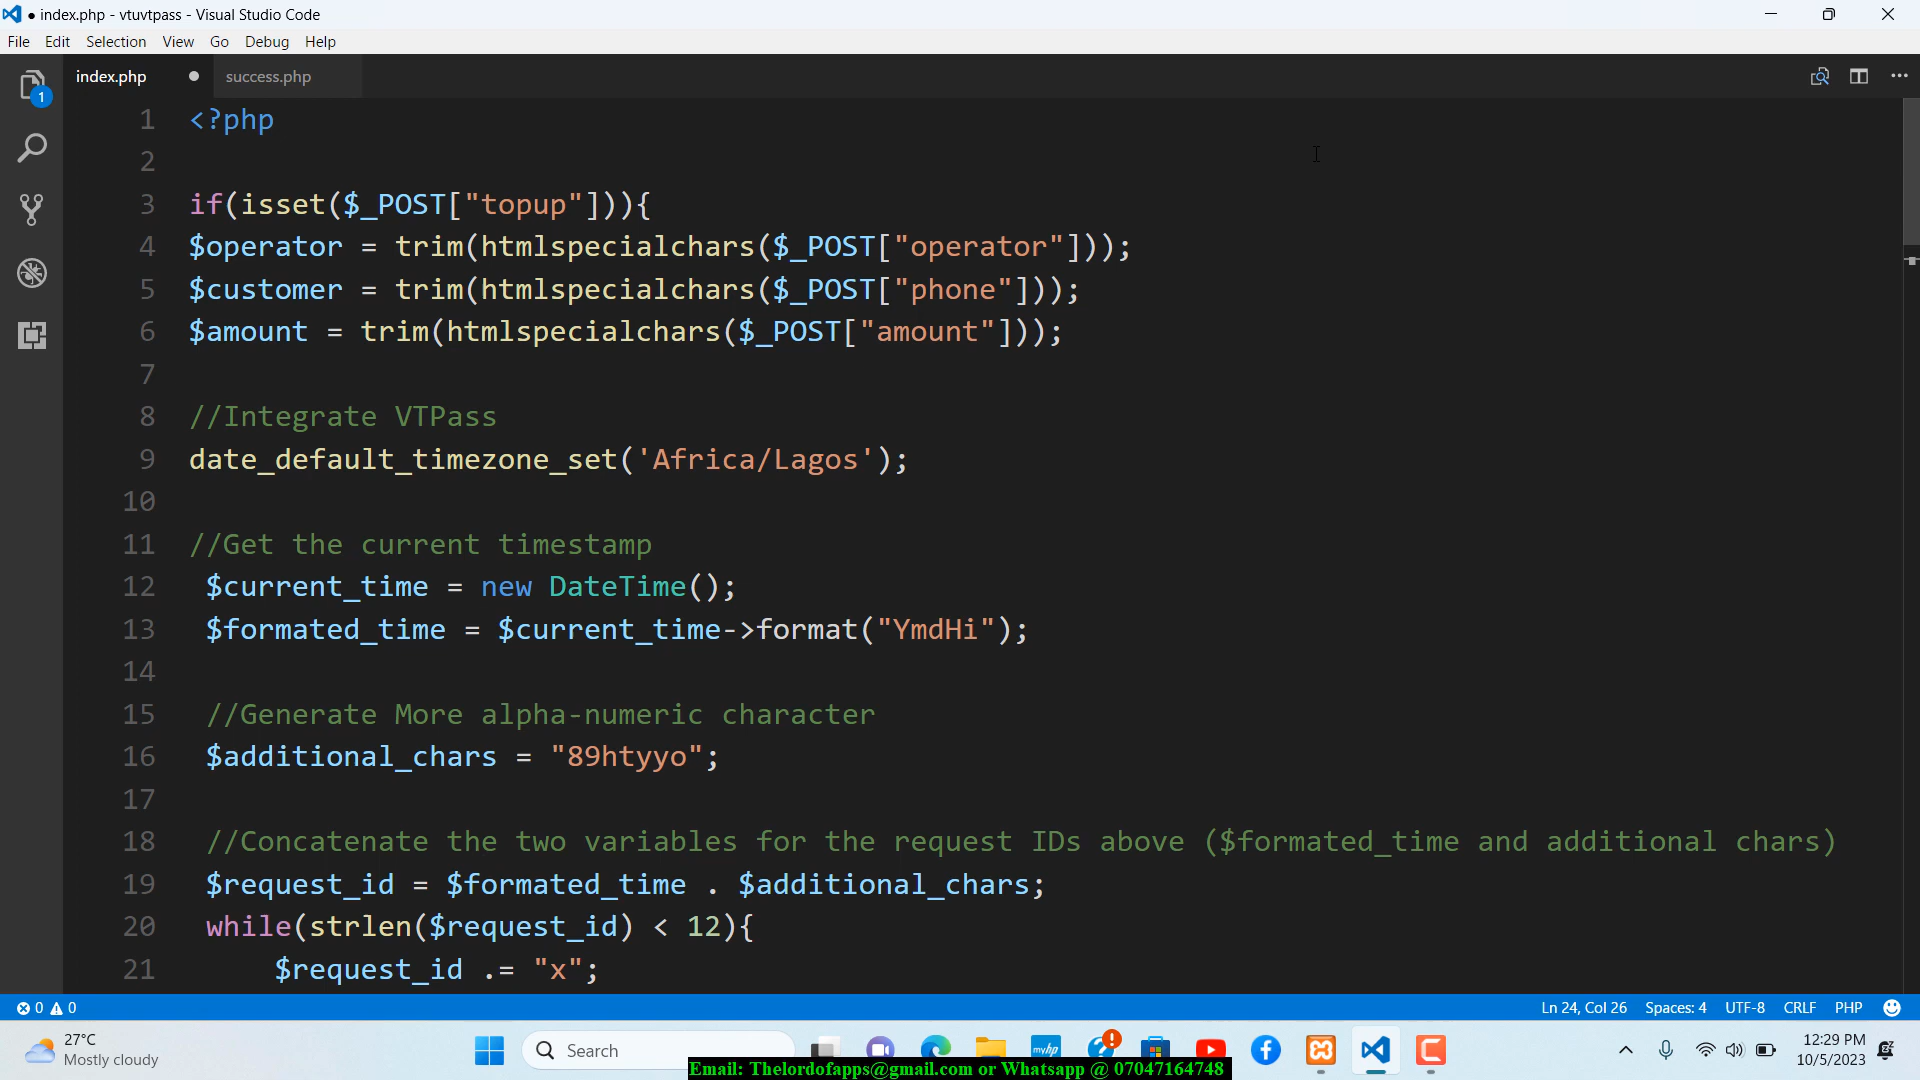 index.php - vtuvtpass - Visual Studio Code
File Edit Selection View Go Debug Help
index.php success.php
1
1 <?php
2
3 if(isset($_POST["topup"])){
4 $operator = trim(htmlspecialchars($_POST["operator"]));
5 $customer = trim(htmlspecialchars($_POST["phone"]));
6 $amount = trim(htmlspecialchars($_POST["amount"]));
7
8 //Integrate VTPass
9 date_default_timezone_set('Africa/Lagos');
10
11 //Get the current timestamp
12 $current_time = new DateTime();
13 $formated_time = $current_time->format("YmdHi");
14
15 //Generate More alpha-numeric character
16 $additional_chars = "89htyyo";
17
18 //Concatenate the two variables for the request IDs above ($formated_time and additional chars)
19 $request_id = $formated_time . $additional_chars;
20 while(strlen($request_id) < 12){
21 $request_id .= "x";
0 0 Ln 24, Col 26 Spaces: 4 UTF-8 CRLF PHP
27°C
Mostly cloudy
Search
myhp
12:29 PM
10/5/2023
Email: Thelordofapps@gmail.com or Whatsapp @ 07047164748